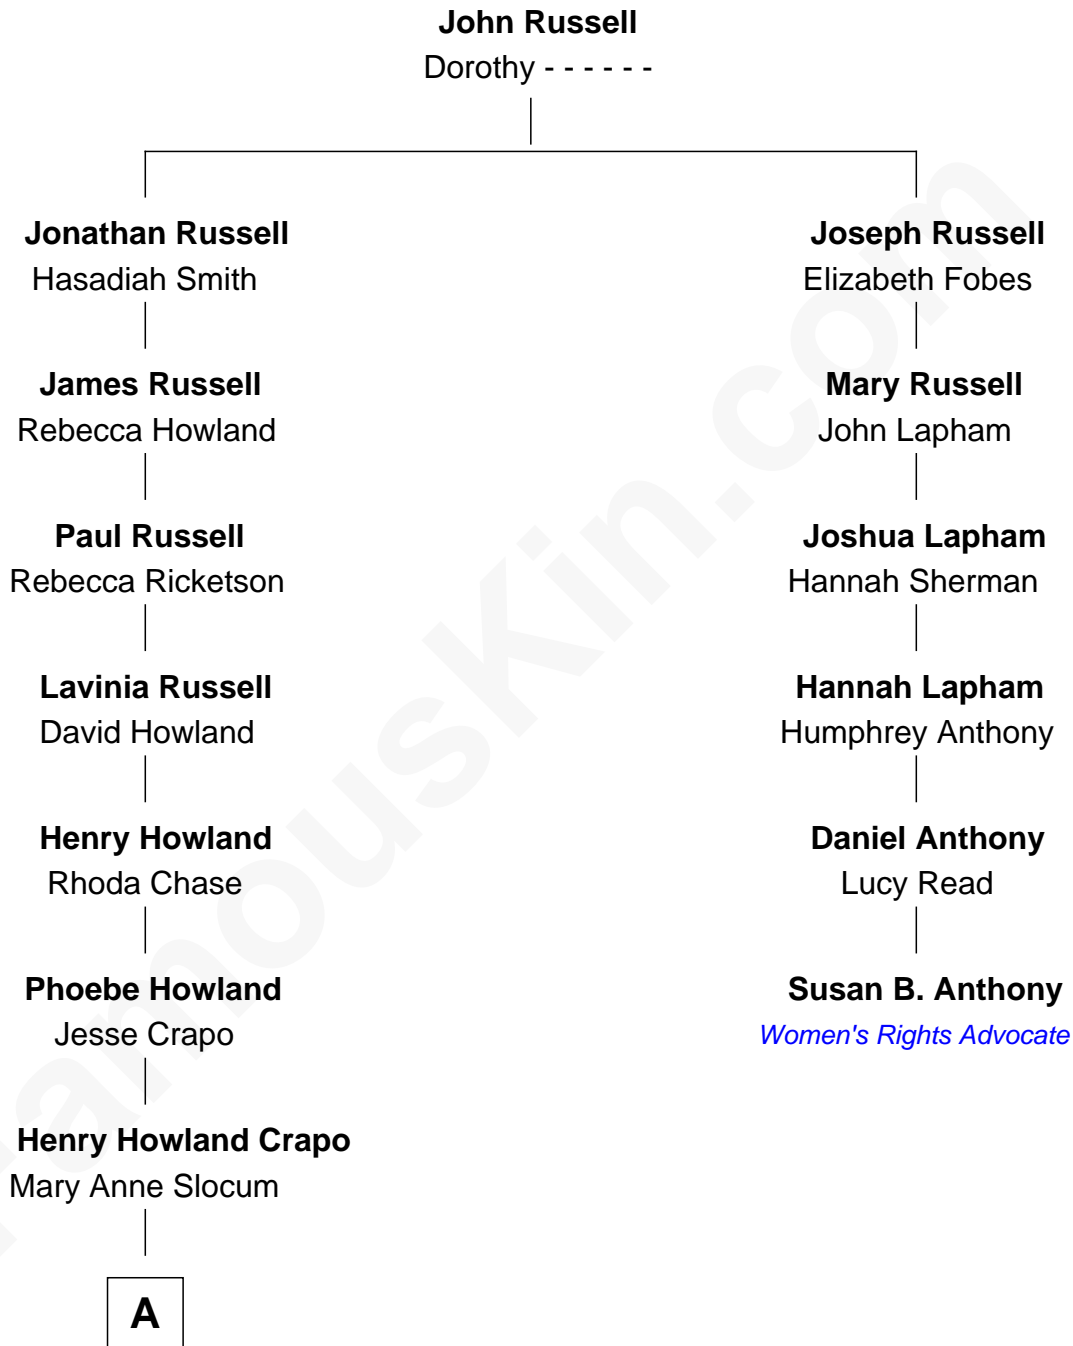 John Russell
Dorothy - - - - - -
Jonathan Russell
Hasadiah Smith
Joseph Russell
Elizabeth Fobes
James Russell
Rebecca Howland
Mary Russell
John Lapham
Paul Russell
Rebecca Ricketson
Joshua Lapham
Hannah Sherman
Lavinia Russell
David Howland
Hannah Lapham
Humphrey Anthony
Henry Howland
Rhoda Chase
Daniel Anthony
Lucy Read
Phoebe Howland
Jesse Crapo
Susan B. Anthony
Women's Rights Advocate
Henry Howland Crapo
Mary Anne Slocum
A
FamousKin.com